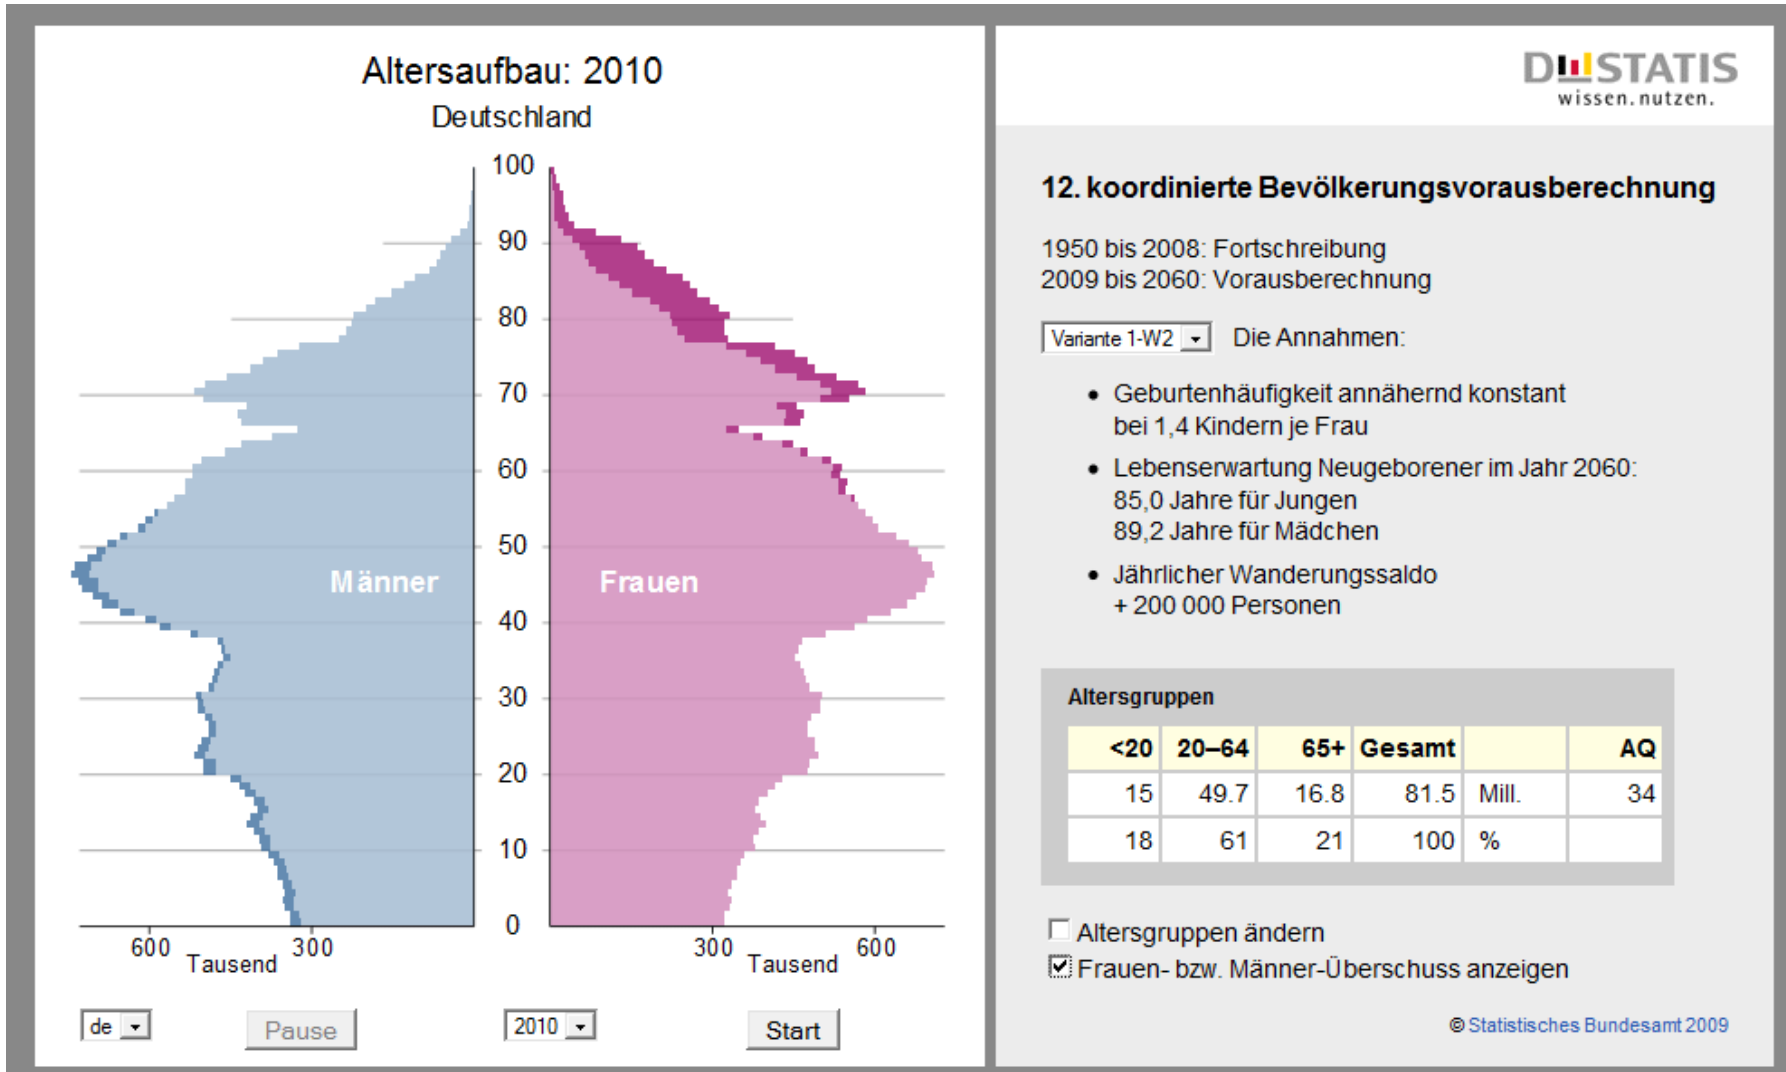 Altersaufbau: 2010
Deutschland
100
90
80
70
60
50
40
30
20
10
0
Männer
Frauen
600
300
Tausend
300
600
Tausend
de
Pause
2010
Start
DESTATIS
wissen.nutzen.
12. koordinierte Bevölkerungsvorausberechnung
1950 bis 2008: Fortschreibung
2009 bis 2060: Vorausberechnung
Variante 1-W2 Die Annahmen:
• Geburtenhäufigkeit annähernd konstant
bei 1,4 Kindern je Frau
• Lebenserwartung Neugeborener im Jahr 2060:
85,0 Jahre für Jungen
89,2 Jahre für Mädchen
• Jährlicher Wanderungssaldo
+ 200 000 Personen
Altersgruppen
<20 20–64 65+ Gesamt AQ
15 49.7 16.8 81.5 Mill. 34
18 61 21 100 %
Altersgruppen ändern
Frauen- bzw. Männer-Überschuss anzeigen
© Statistisches Bundesamt 2009